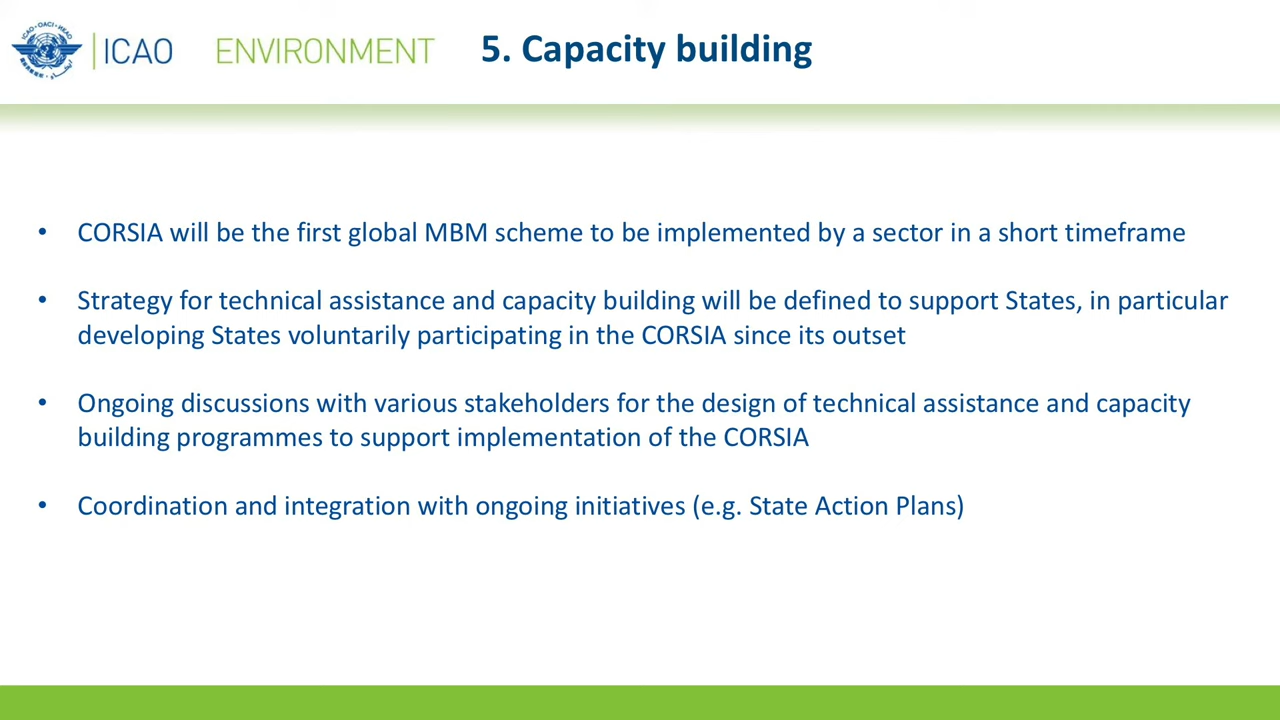 ICAO · OACI · ИКАО
ICAO
ENVIRONMENT
5. Capacity building
• CORSIA will be the first global MBM scheme to be implemented by a sector in a short timeframe
• Strategy for technical assistance and capacity building will be defined to support States, in particular
developing States voluntarily participating in the CORSIA since its outset
• Ongoing discussions with various stakeholders for the design of technical assistance and capacity
building programmes to support implementation of the CORSIA
• Coordination and integration with ongoing initiatives (e.g. State Action Plans)